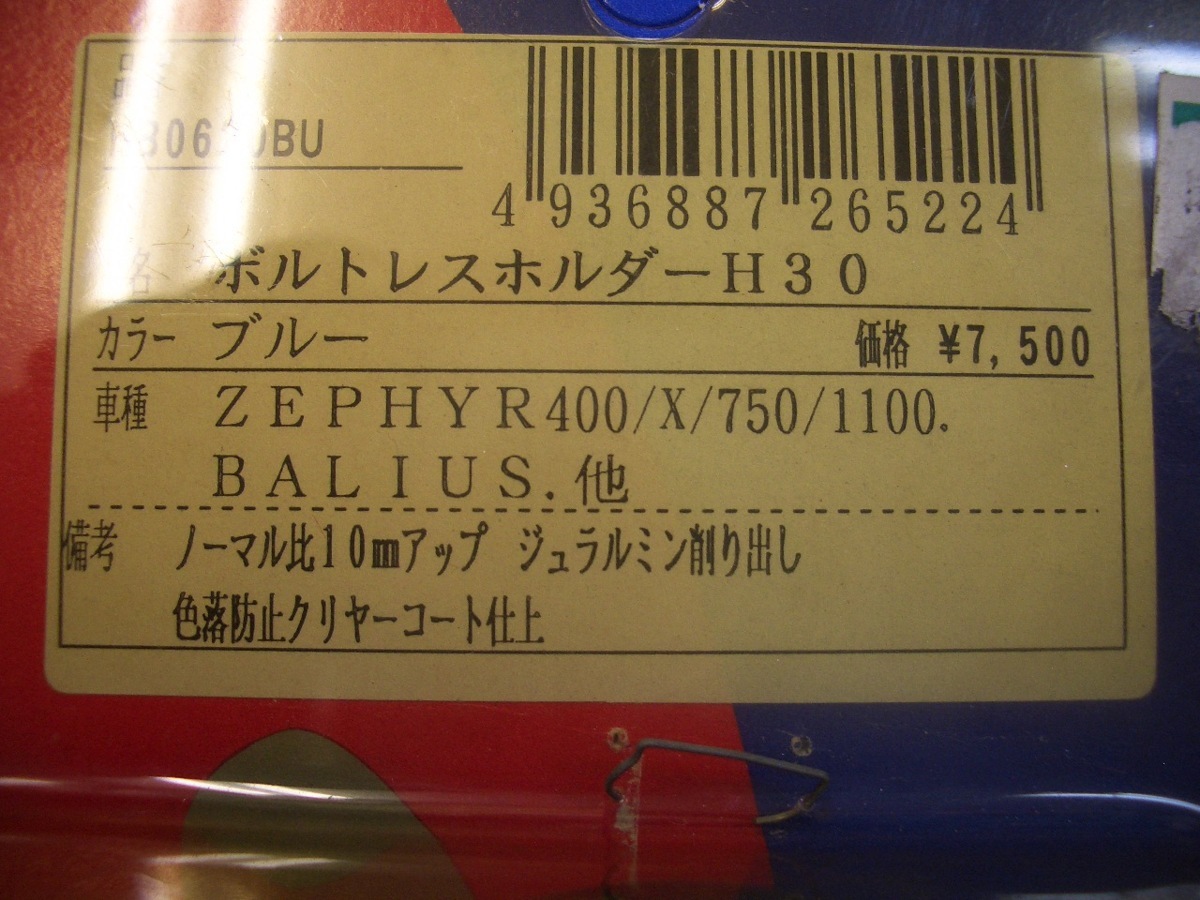 4 936887 265224
ボルトレスホルダーH30
カラー ブルー 価格 ¥7,500
車種 ZEPHYR400/X/750/1100.
BALIUS.他
備考 ノーマル比10㎜アップ ジュラルミン削り出し
色落防止クリヤーコート仕上